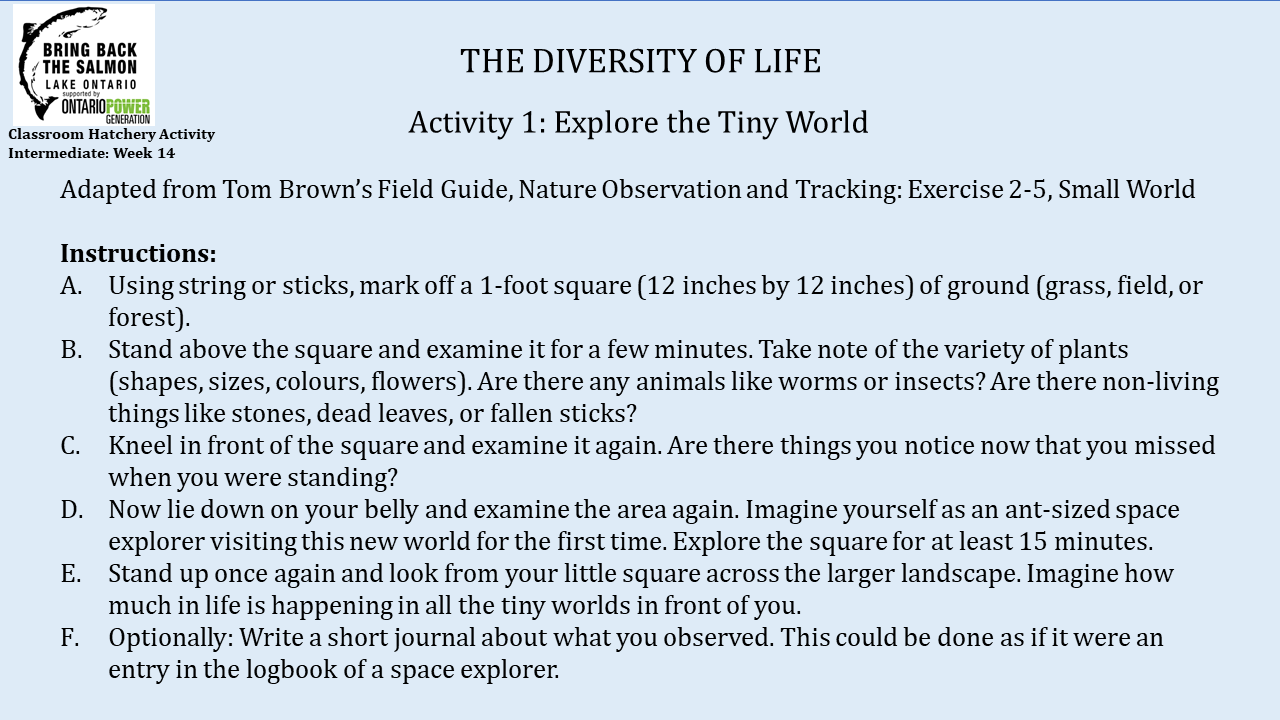 BRING BACK
THE SALMON
LAKE ONTARIO
supported by
ONTARIOPOWER
GENERATION
Classroom Hatchery Activity
Intermediate: Week 14
THE DIVERSITY OF LIFE
Activity 1: Explore the Tiny World
Adapted from Tom Brown’s Field Guide, Nature Observation and Tracking: Exercise 2-5, Small World
Instructions:
A. Using string or sticks, mark off a 1-foot square (12 inches by 12 inches) of ground (grass, field, or
forest).
B. Stand above the square and examine it for a few minutes. Take note of the variety of plants
(shapes, sizes, colours, flowers). Are there any animals like worms or insects? Are there non-living
things like stones, dead leaves, or fallen sticks?
C. Kneel in front of the square and examine it again. Are there things you notice now that you missed
when you were standing?
D. Now lie down on your belly and examine the area again. Imagine yourself as an ant-sized space
explorer visiting this new world for the first time. Explore the square for at least 15 minutes.
E. Stand up once again and look from your little square across the larger landscape. Imagine how
much in life is happening in all the tiny worlds in front of you.
F. Optionally: Write a short journal about what you observed. This could be done as if it were an
entry in the logbook of a space explorer.